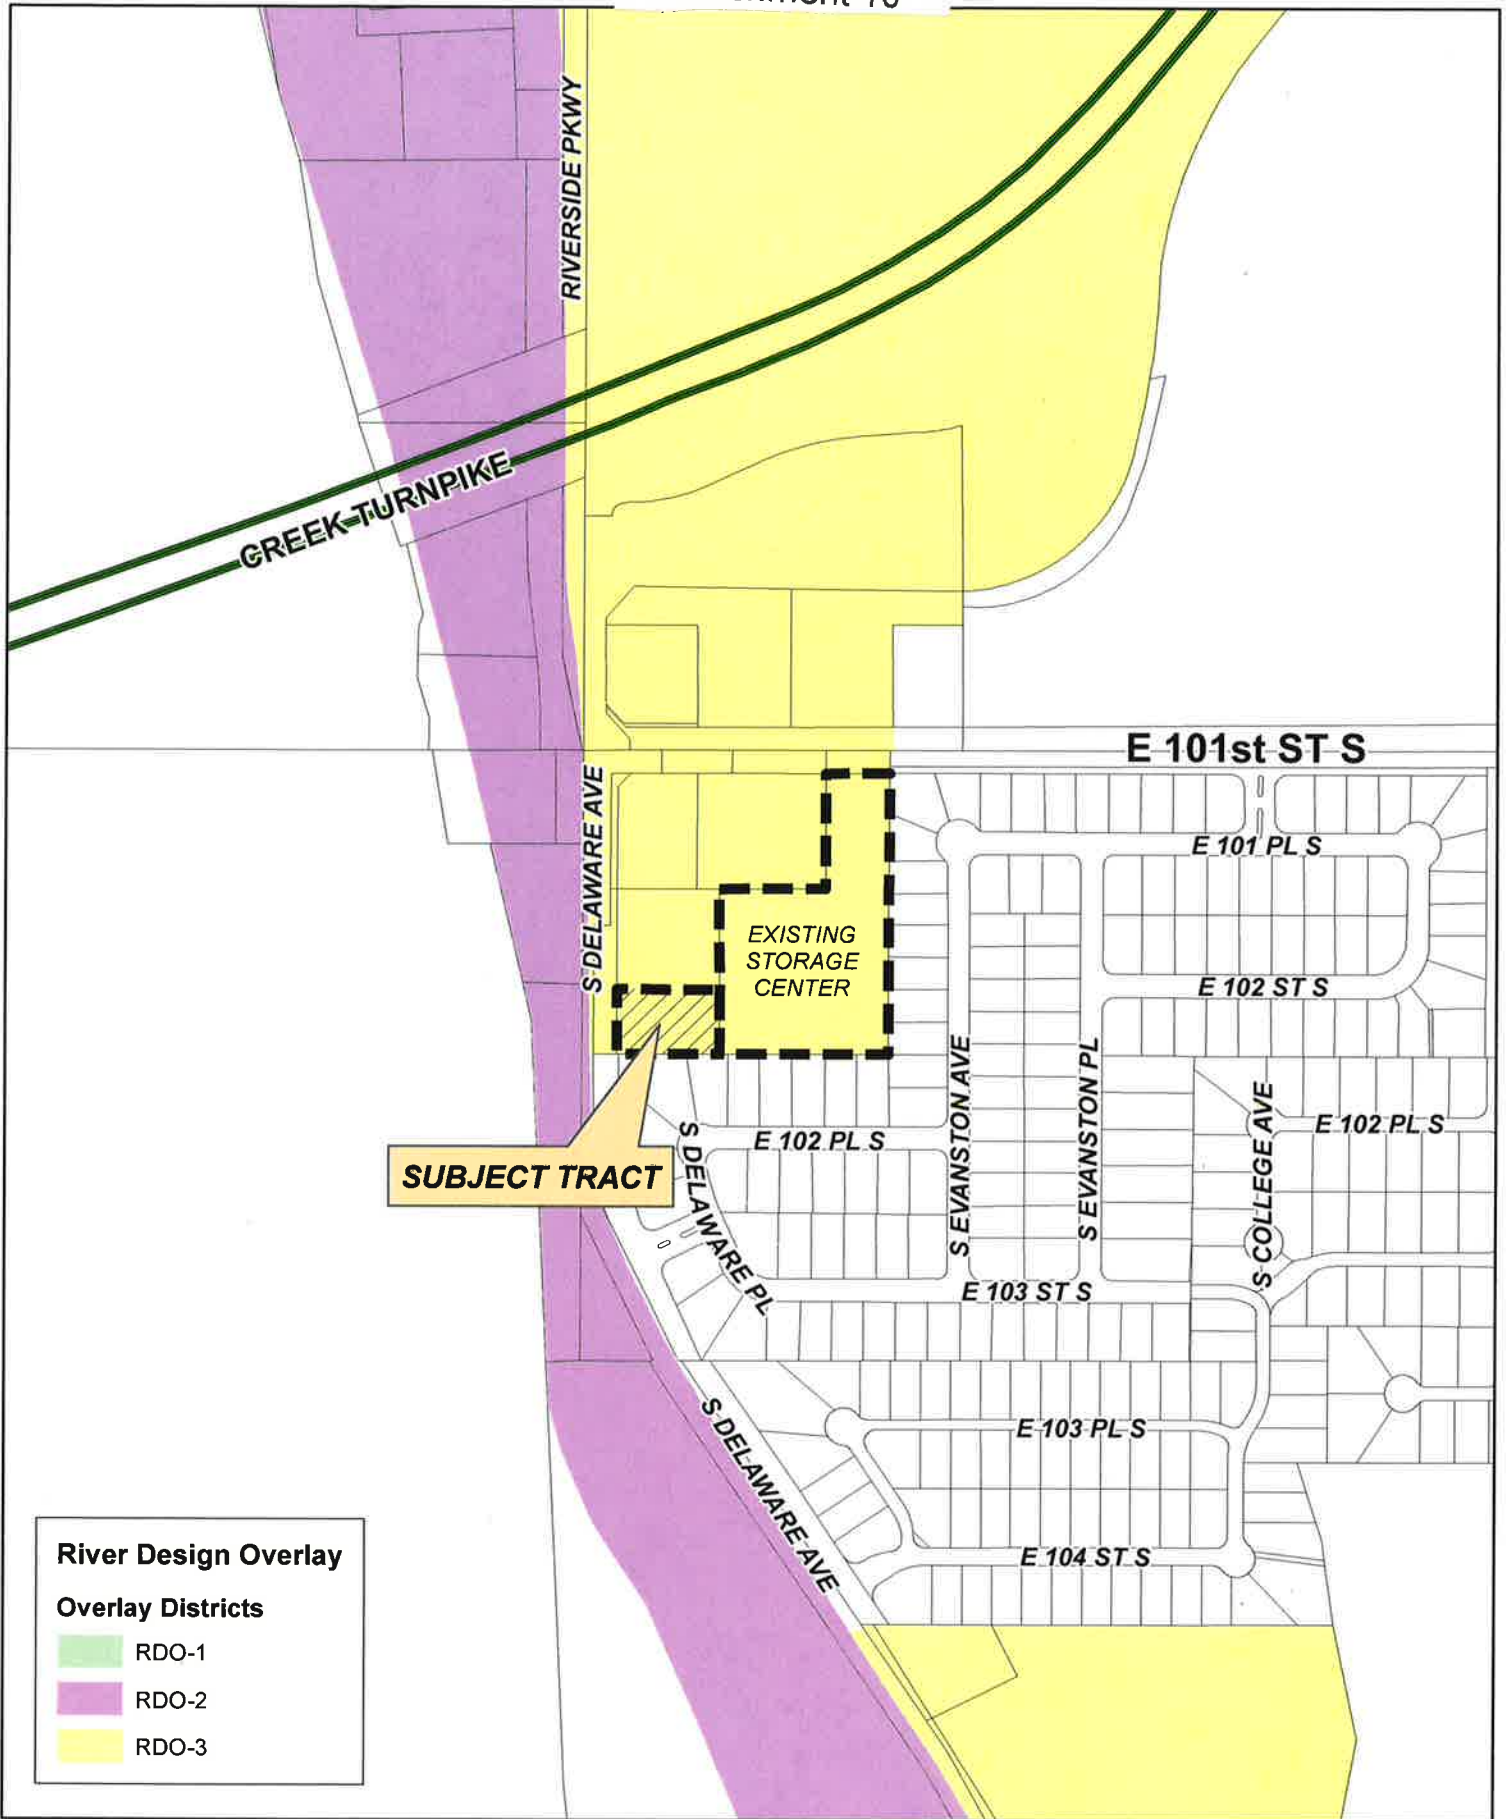 RIVERSIDE PKWY
CREEK TURNPIKE
E 101st ST S
S DELAWARE AVE
E 101 PL S
EXISTING
STORAGE
CENTER
E 102 ST S
S EVANSTON AVE
S EVANSTON PL
S COLLEGE AVE
E 102 PL S
E 102 PL S
SUBJECT TRACT
S DELAWARE PL
E 103 ST S
S DELAWARE AVE
E 103 PL S
E 104 ST S
River Design Overlay
Overlay Districts
RDO-1
RDO-2
RDO-3